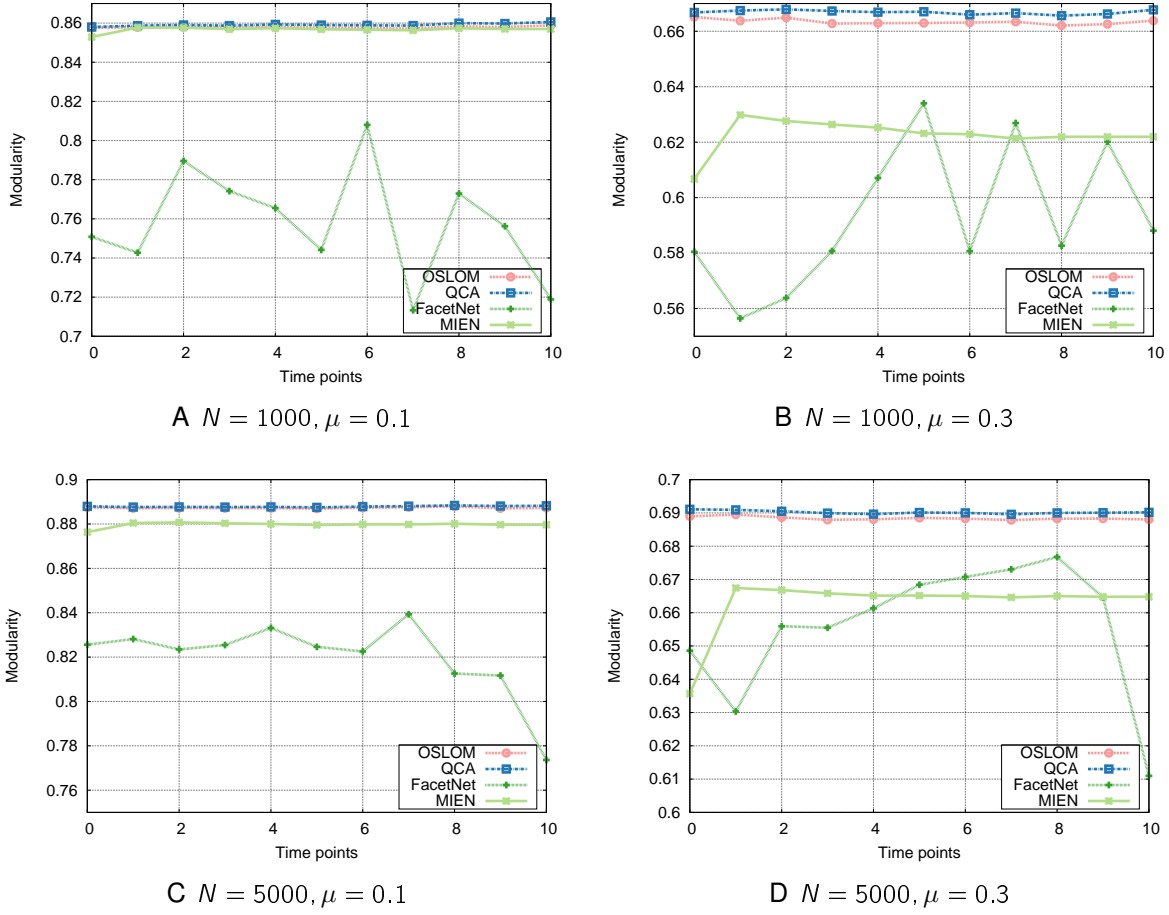 0.86
0.84
0.82
0.8
0.78
0.76
0.74
0.72
0.7
Modularity
OSLOM
QCA
FacetNet
MIEN
0 2 4 6 8 10
Time points
A N = 1000, μ = 0.1
0.66
0.64
0.62
0.6
0.58
0.56
Modularity
OSLOM
QCA
FacetNet
MIEN
0 2 4 6 8 10
Time points
B N = 1000, μ = 0.3
0.9
0.88
0.86
0.84
0.82
0.8
0.78
0.76
Modularity
OSLOM
QCA
FacetNet
MIEN
0 2 4 6 8 10
Time points
C N = 5000, μ = 0.1
0.7
0.69
0.68
0.67
0.66
0.65
0.64
0.63
0.62
0.61
0.6
Modularity
OSLOM
QCA
FacetNet
MIEN
0 2 4 6 8 10
Time points
D N = 5000, μ = 0.3